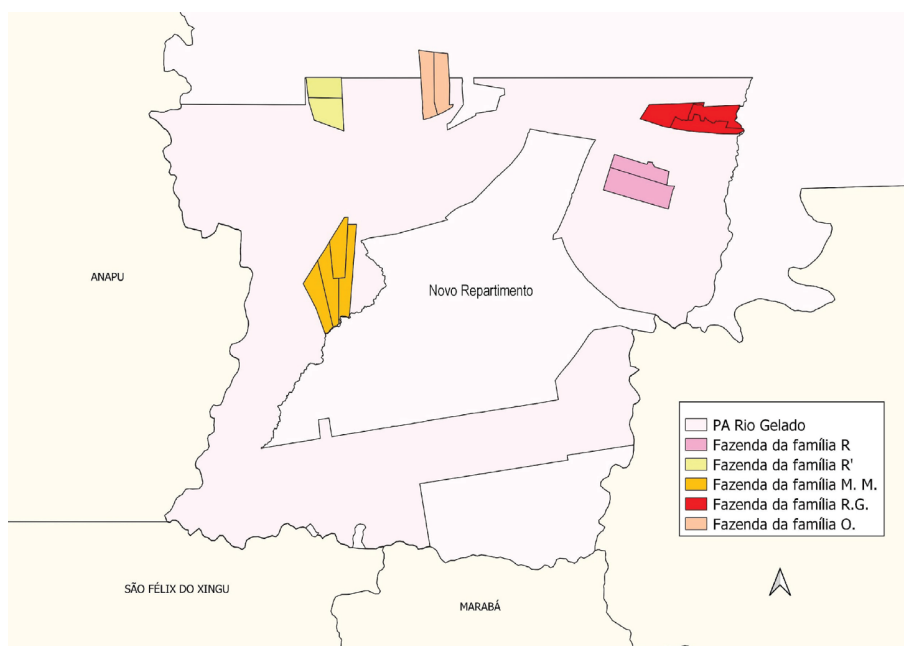 ANAPU
Novo Repartimento
PA Rio Gelado
Fazenda da família R
Fazenda da família R'
Fazenda da família M. M.
Fazenda da família R.G.
Fazenda da família O.
SÃO FÉLIX DO XINGU
MARABÁ